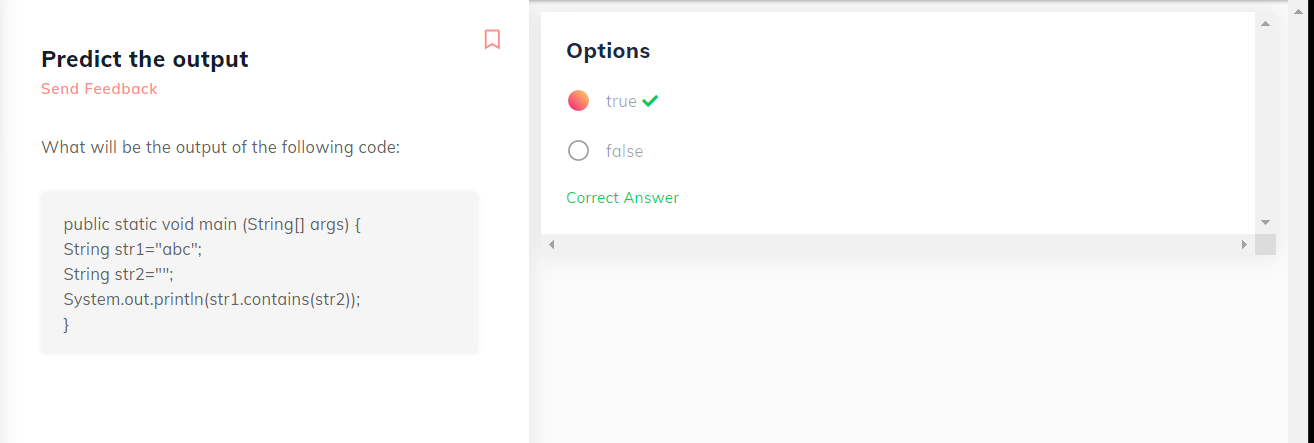 Predict the output
Send Feedback
What will be the output of the following code:
public static void main (String[] args) {
String str1="abc";
String str2="";
System.out.println(str1.contains(str2));
}
Options
true
false
Correct Answer